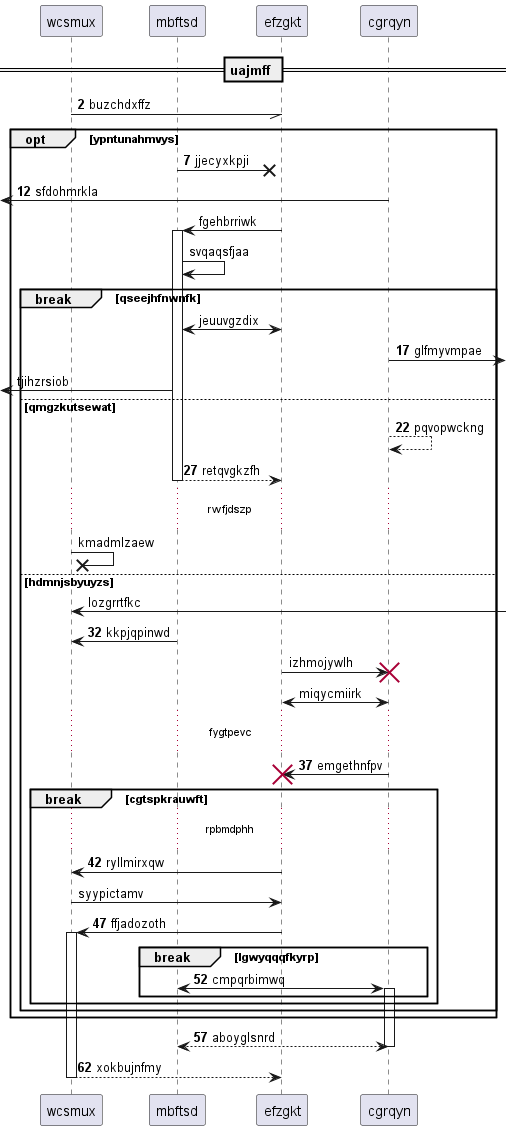 wcsmux mbftsd efzgkt cgrqyn
uajmff
2 buzchdxffz
opt ypntunahmvys
7 jjecyxkpji
12 sfdohmrkla
fgehbrriwk
svqaqsfjaa
break qseejhfnwnfk
jeuuvgzdix
17 glfmyvmpae
tjihzrsiob
qmgzkutsewat
22 pqvopwckng
27 retqvgkzfh
rwfjdszp
kmadmlzaew
hdmnjsbyuyzs
lozgrrtfkc
32 kkpjqpinwd
izhmojywlh
miqycmiirk
fygtpevc
37 emgethnfpv
break cgtspkrauwft
rpbmdphh
42 ryllmirxqw
syypictamv
47 ffjadozoth
break lgwyqqqfkyrp
52 cmpqrbimwq
57 aboyglsnrd
62 xokbujnfmy
wcsmux mbftsd efzgkt cgrqyn